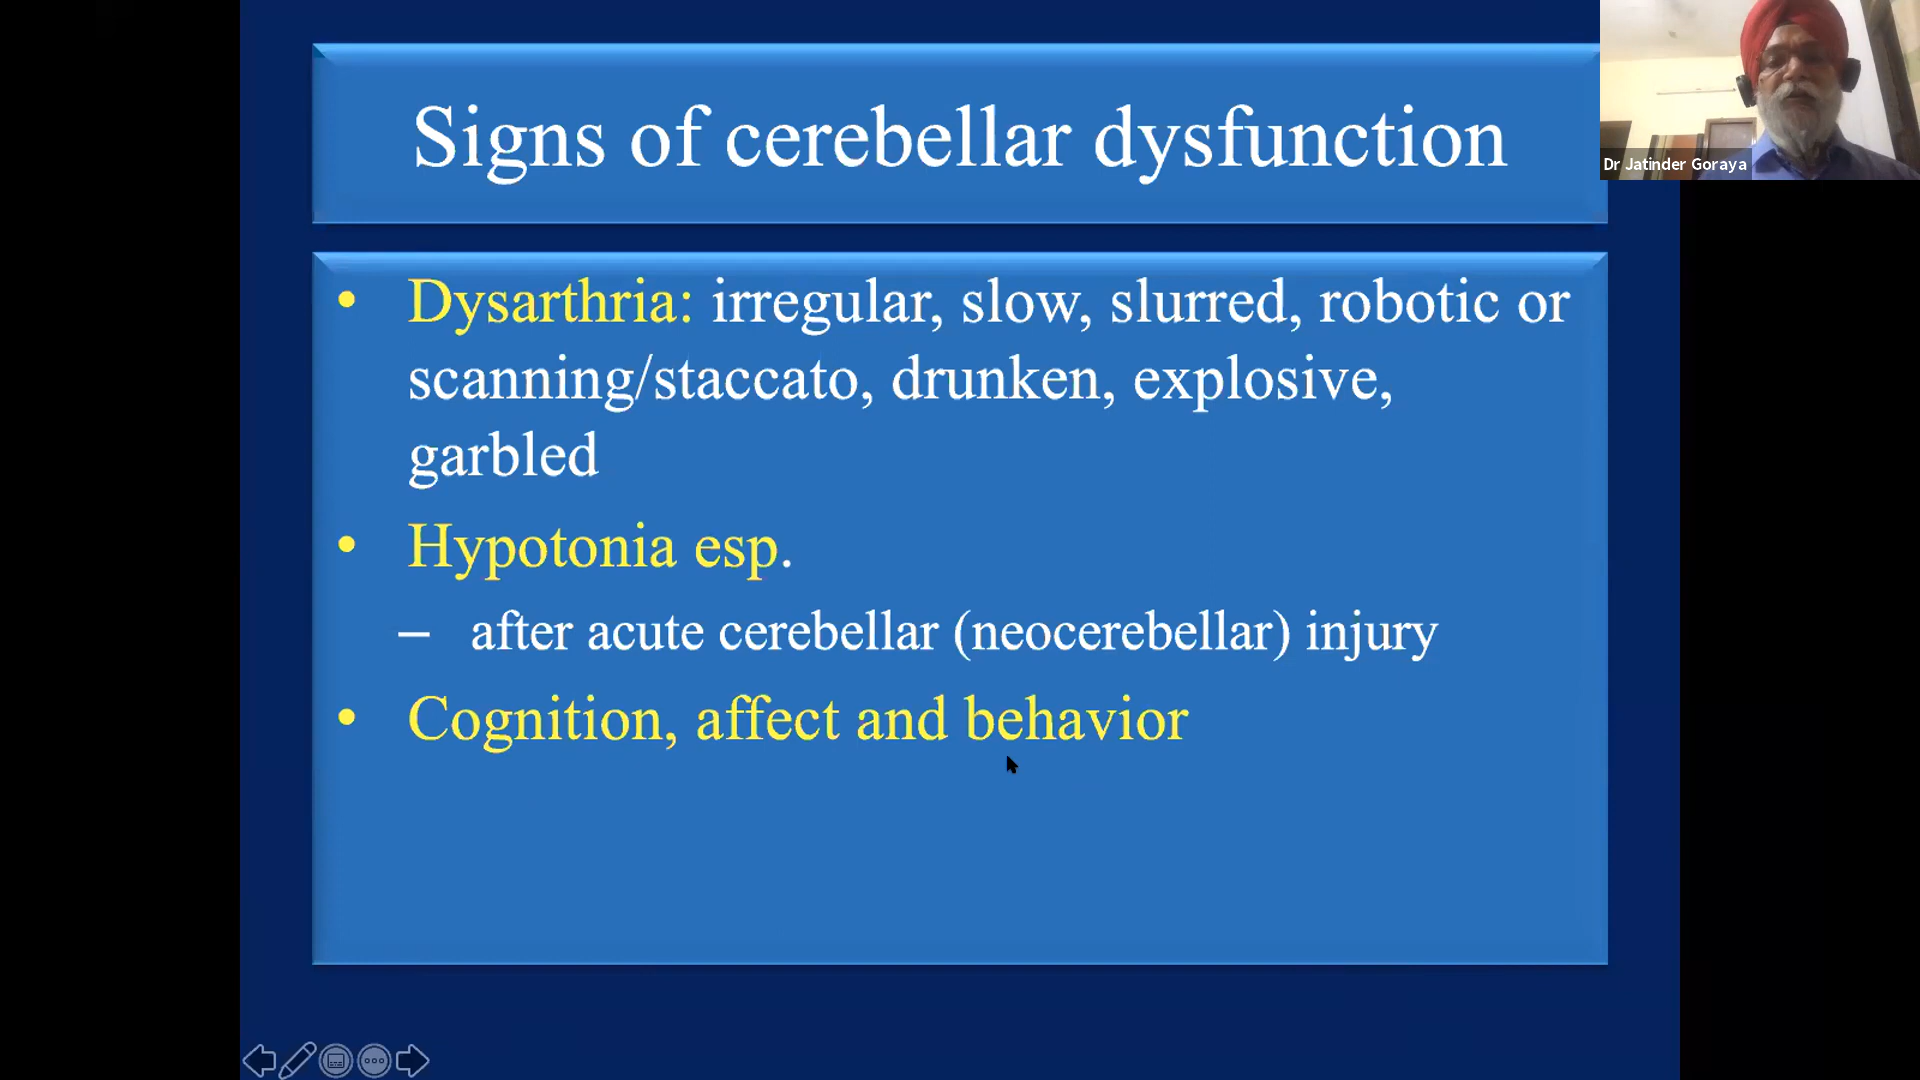 Signs of cerebellar dysfunction
Dr Jatinder Goraya
• Dysarthria: irregular, slow, slurred, robotic or
scanning/staccato, drunken, explosive,
garbled
• Hypotonia esp.
– after acute cerebellar (neocerebellar) injury
• Cognition, affect and behavior